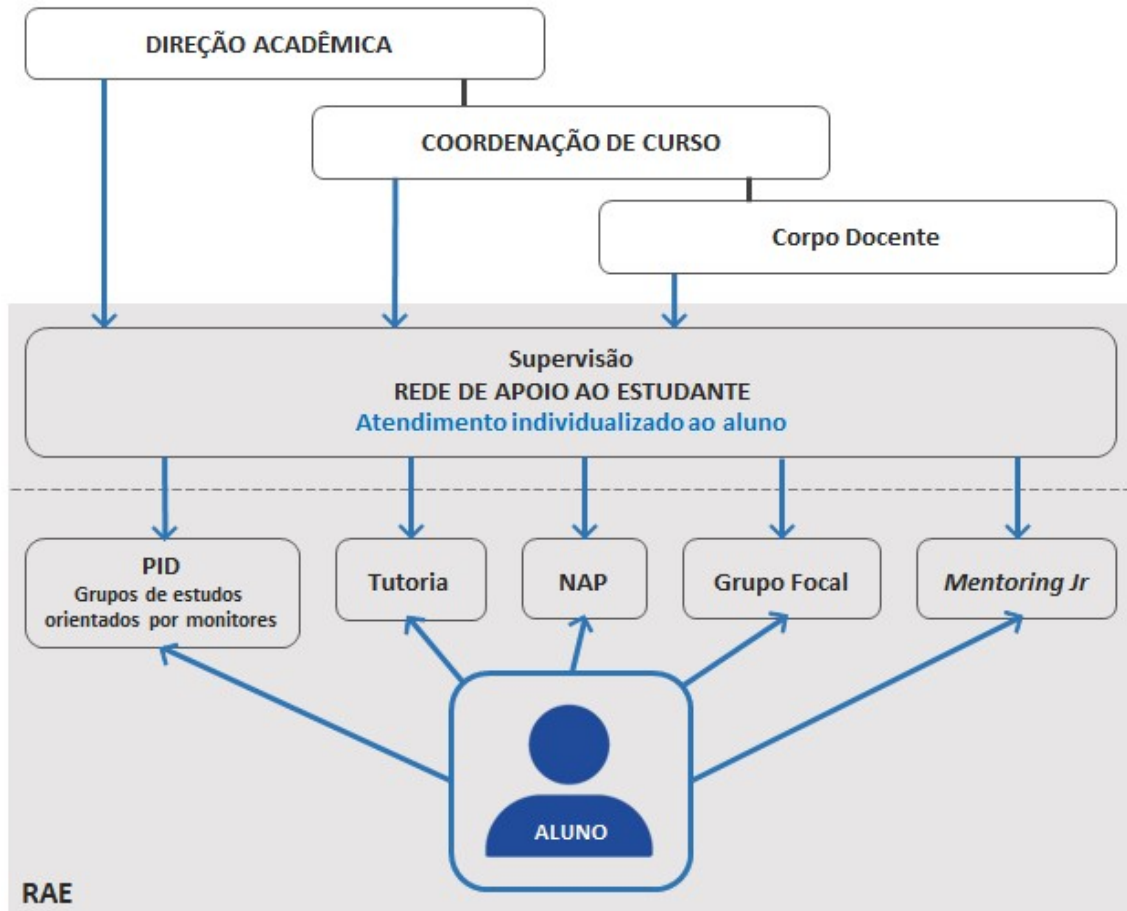 DIREÇÃO ACADÊMICA
COORDENAÇÃO DE CURSO
Corpo Docente
Supervisão
REDE DE APOIO AO ESTUDANTE
Atendimento individualizado ao aluno
PID
Grupos de estudos
orientados por monitores
Tutoria
NAP
Grupo Focal
Mentoring Jr
ALUNO
RAE